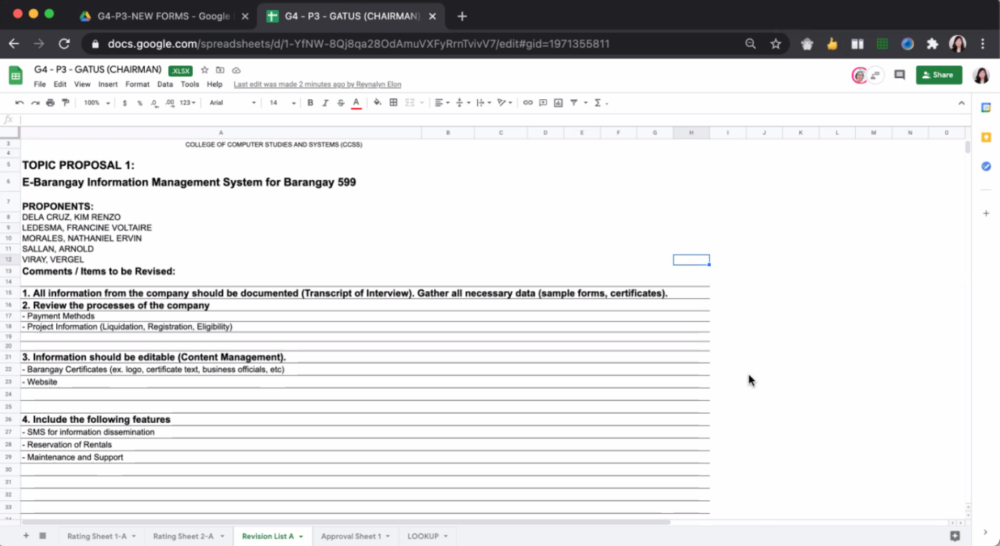 G4-P3-NEW FORMS - Google
G4 - P3 - GATUS (CHAIRMAN)
docs.google.com/spreadsheets/d/1-YfNW-8Qj8qa28OdAmuVXFyRrnTvivV7/edit#gid=1971355811
G4 - P3 - GATUS (CHAIRMAN) .XLSX
File Edit View Insert Format Data Tools Help Last edit was made 2 minutes ago by Reynalyn Elon
Share
100% $ % .0 .00 123 Arial 14 B I S A
fx
A B C D E F G H I J K L M N O
3 COLLEGE OF COMPUTER STUDIES AND SYSTEMS (CCSS)
4
5 TOPIC PROPOSAL 1:
6 E-Barangay Information Management System for Barangay 599
7 PROPONENTS:
8 DELA CRUZ, KIM RENZO
9 LEDESMA, FRANCINE VOLTAIRE
10 MORALES, NATHANIEL ERVIN
11 SALLAN, ARNOLD
12 VIRAY, VERGEL
13 Comments / Items to be Revised:
14
15 1. All information from the company should be documented (Transcript of Interview). Gather all necessary data (sample forms, certificates).
16 2. Review the processes of the company
17 - Payment Methods
18 - Project Information (Liquidation, Registration, Eligibility)
19
20
21 3. Information should be editable (Content Management).
22 - Barangay Certificates (ex. logo, certificate text, business officials, etc)
23 - Website
24
25
26 4. Include the following features
27 - SMS for information dissemination
28 - Reservation of Rentals
29 - Maintenance and Support
30
31
32
33
Rating Sheet 1-A Rating Sheet 2-A Revision List A Approval Sheet 1 LOOKUP